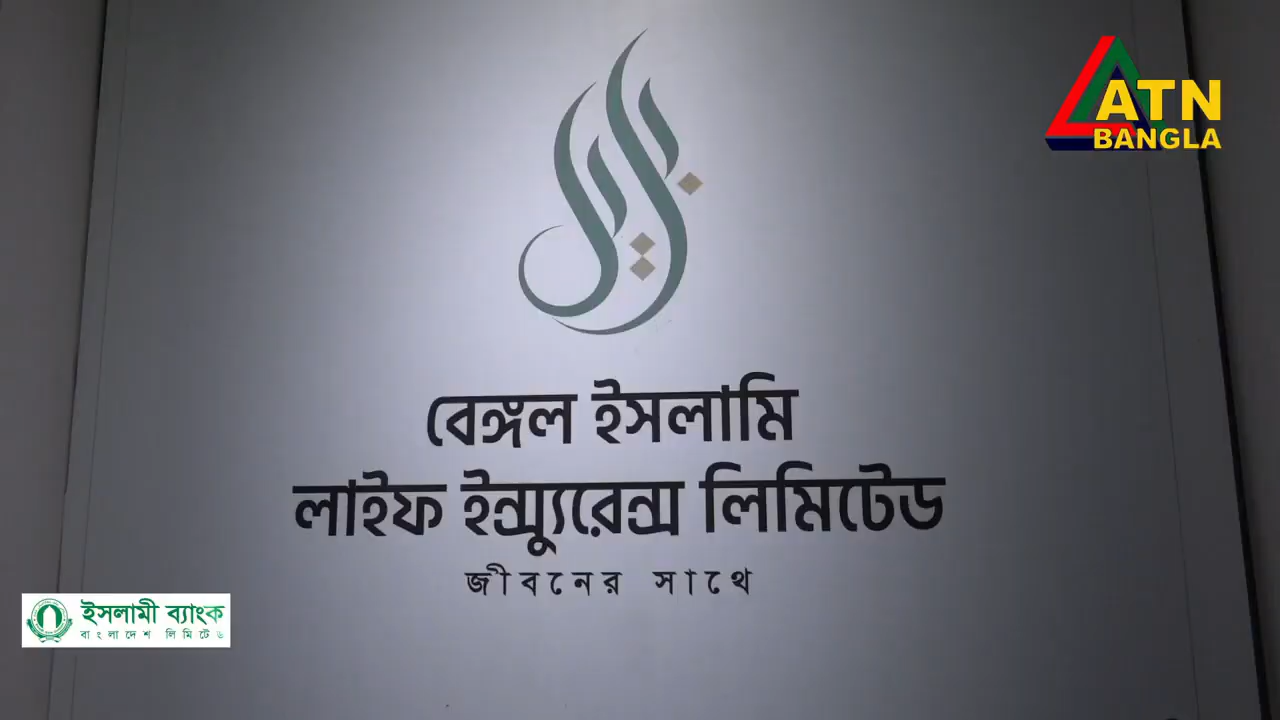 ATN
BANGLA
বেঙ্গল ইসলামি
লাইফ ইন্স্যুরেন্স লিমিটেড
জীবনের সাথে
ইসলামী ব্যাংক
বাংলাদেশ লিমিটেড